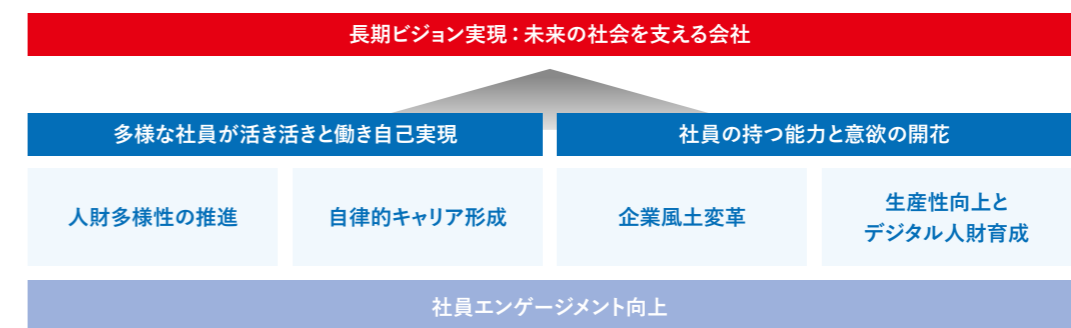 長期ビジョン実現：未来の社会を支える会社
多様な社員が活き活きと働き自己実現
社員の持つ能力と意欲の開花
人財多様性の推進
自律的キャリア形成
企業風土変革
生産性向上と
デジタル人財育成
社員エンゲージメント向上